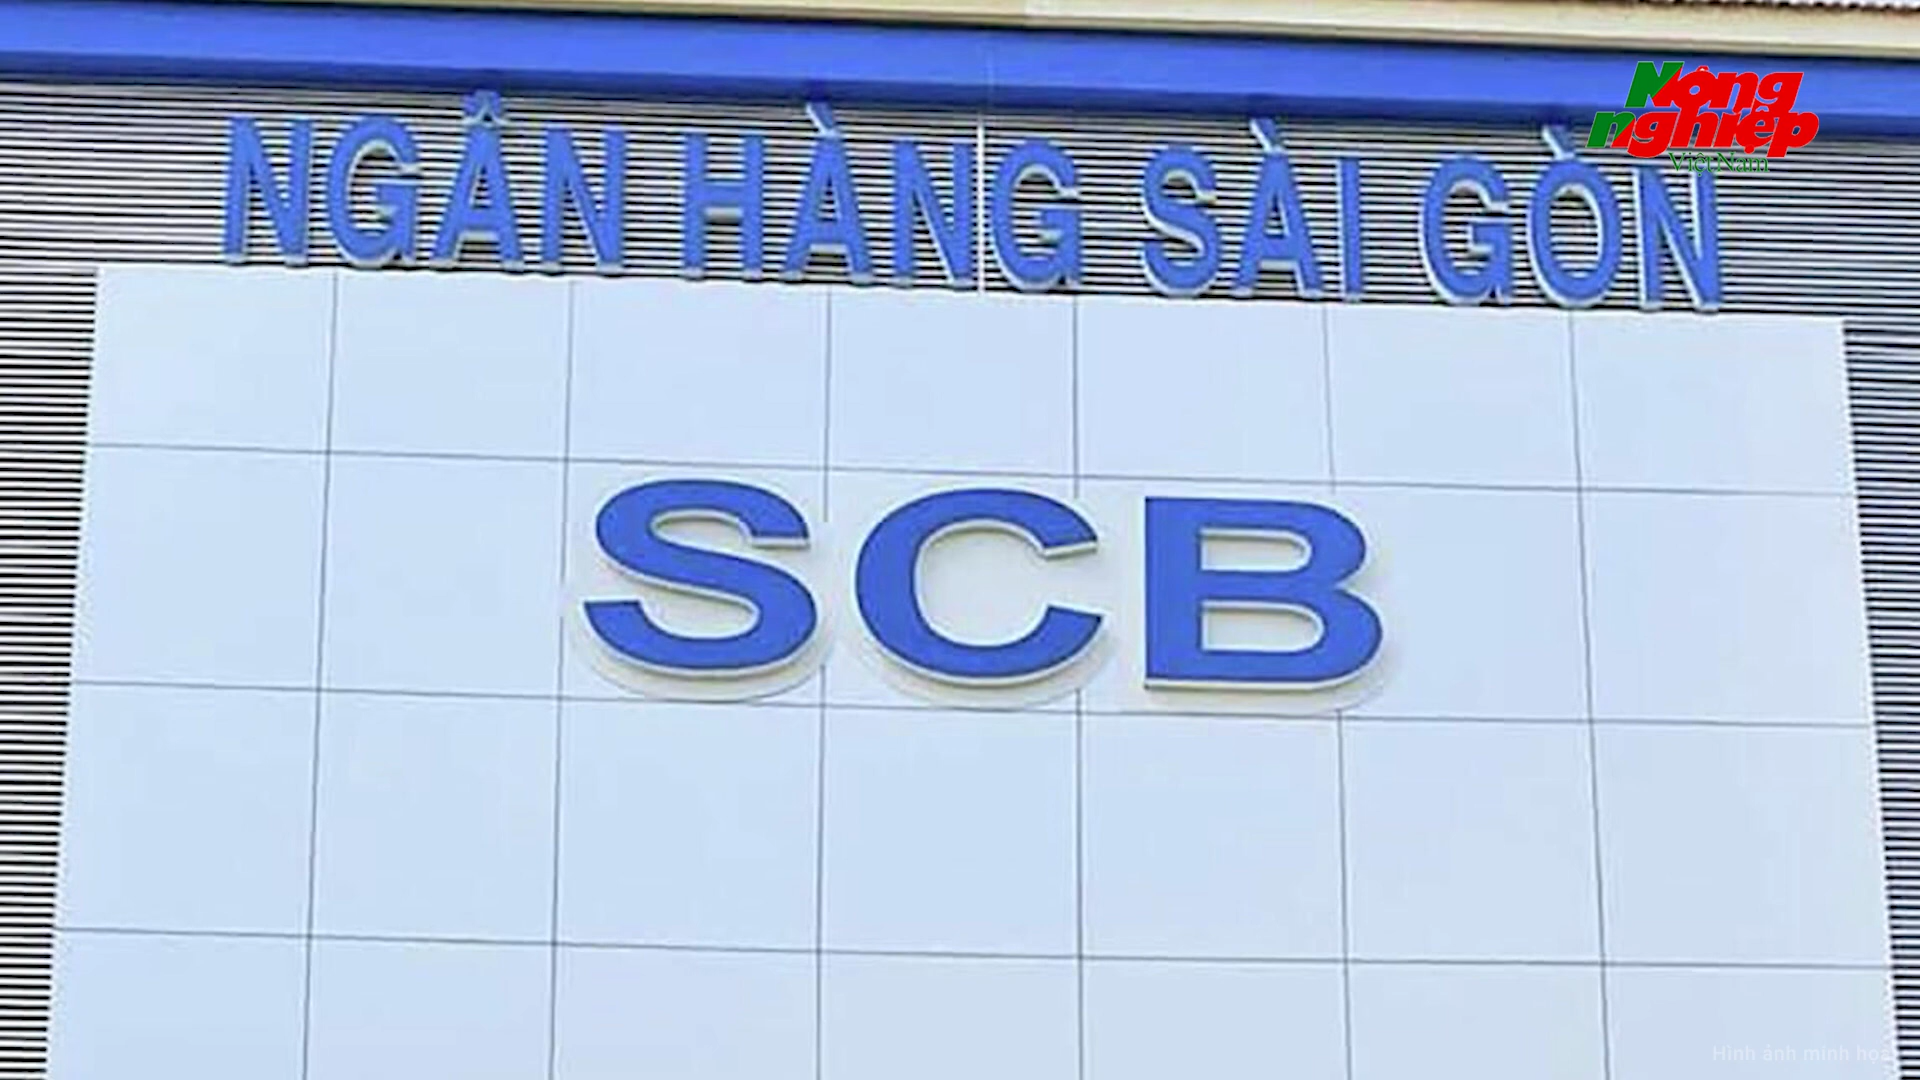 Nông
nghiệp
Việt Nam
NGÂN HÀNG SÀI GÒN
SCB
Hình ảnh minh họa